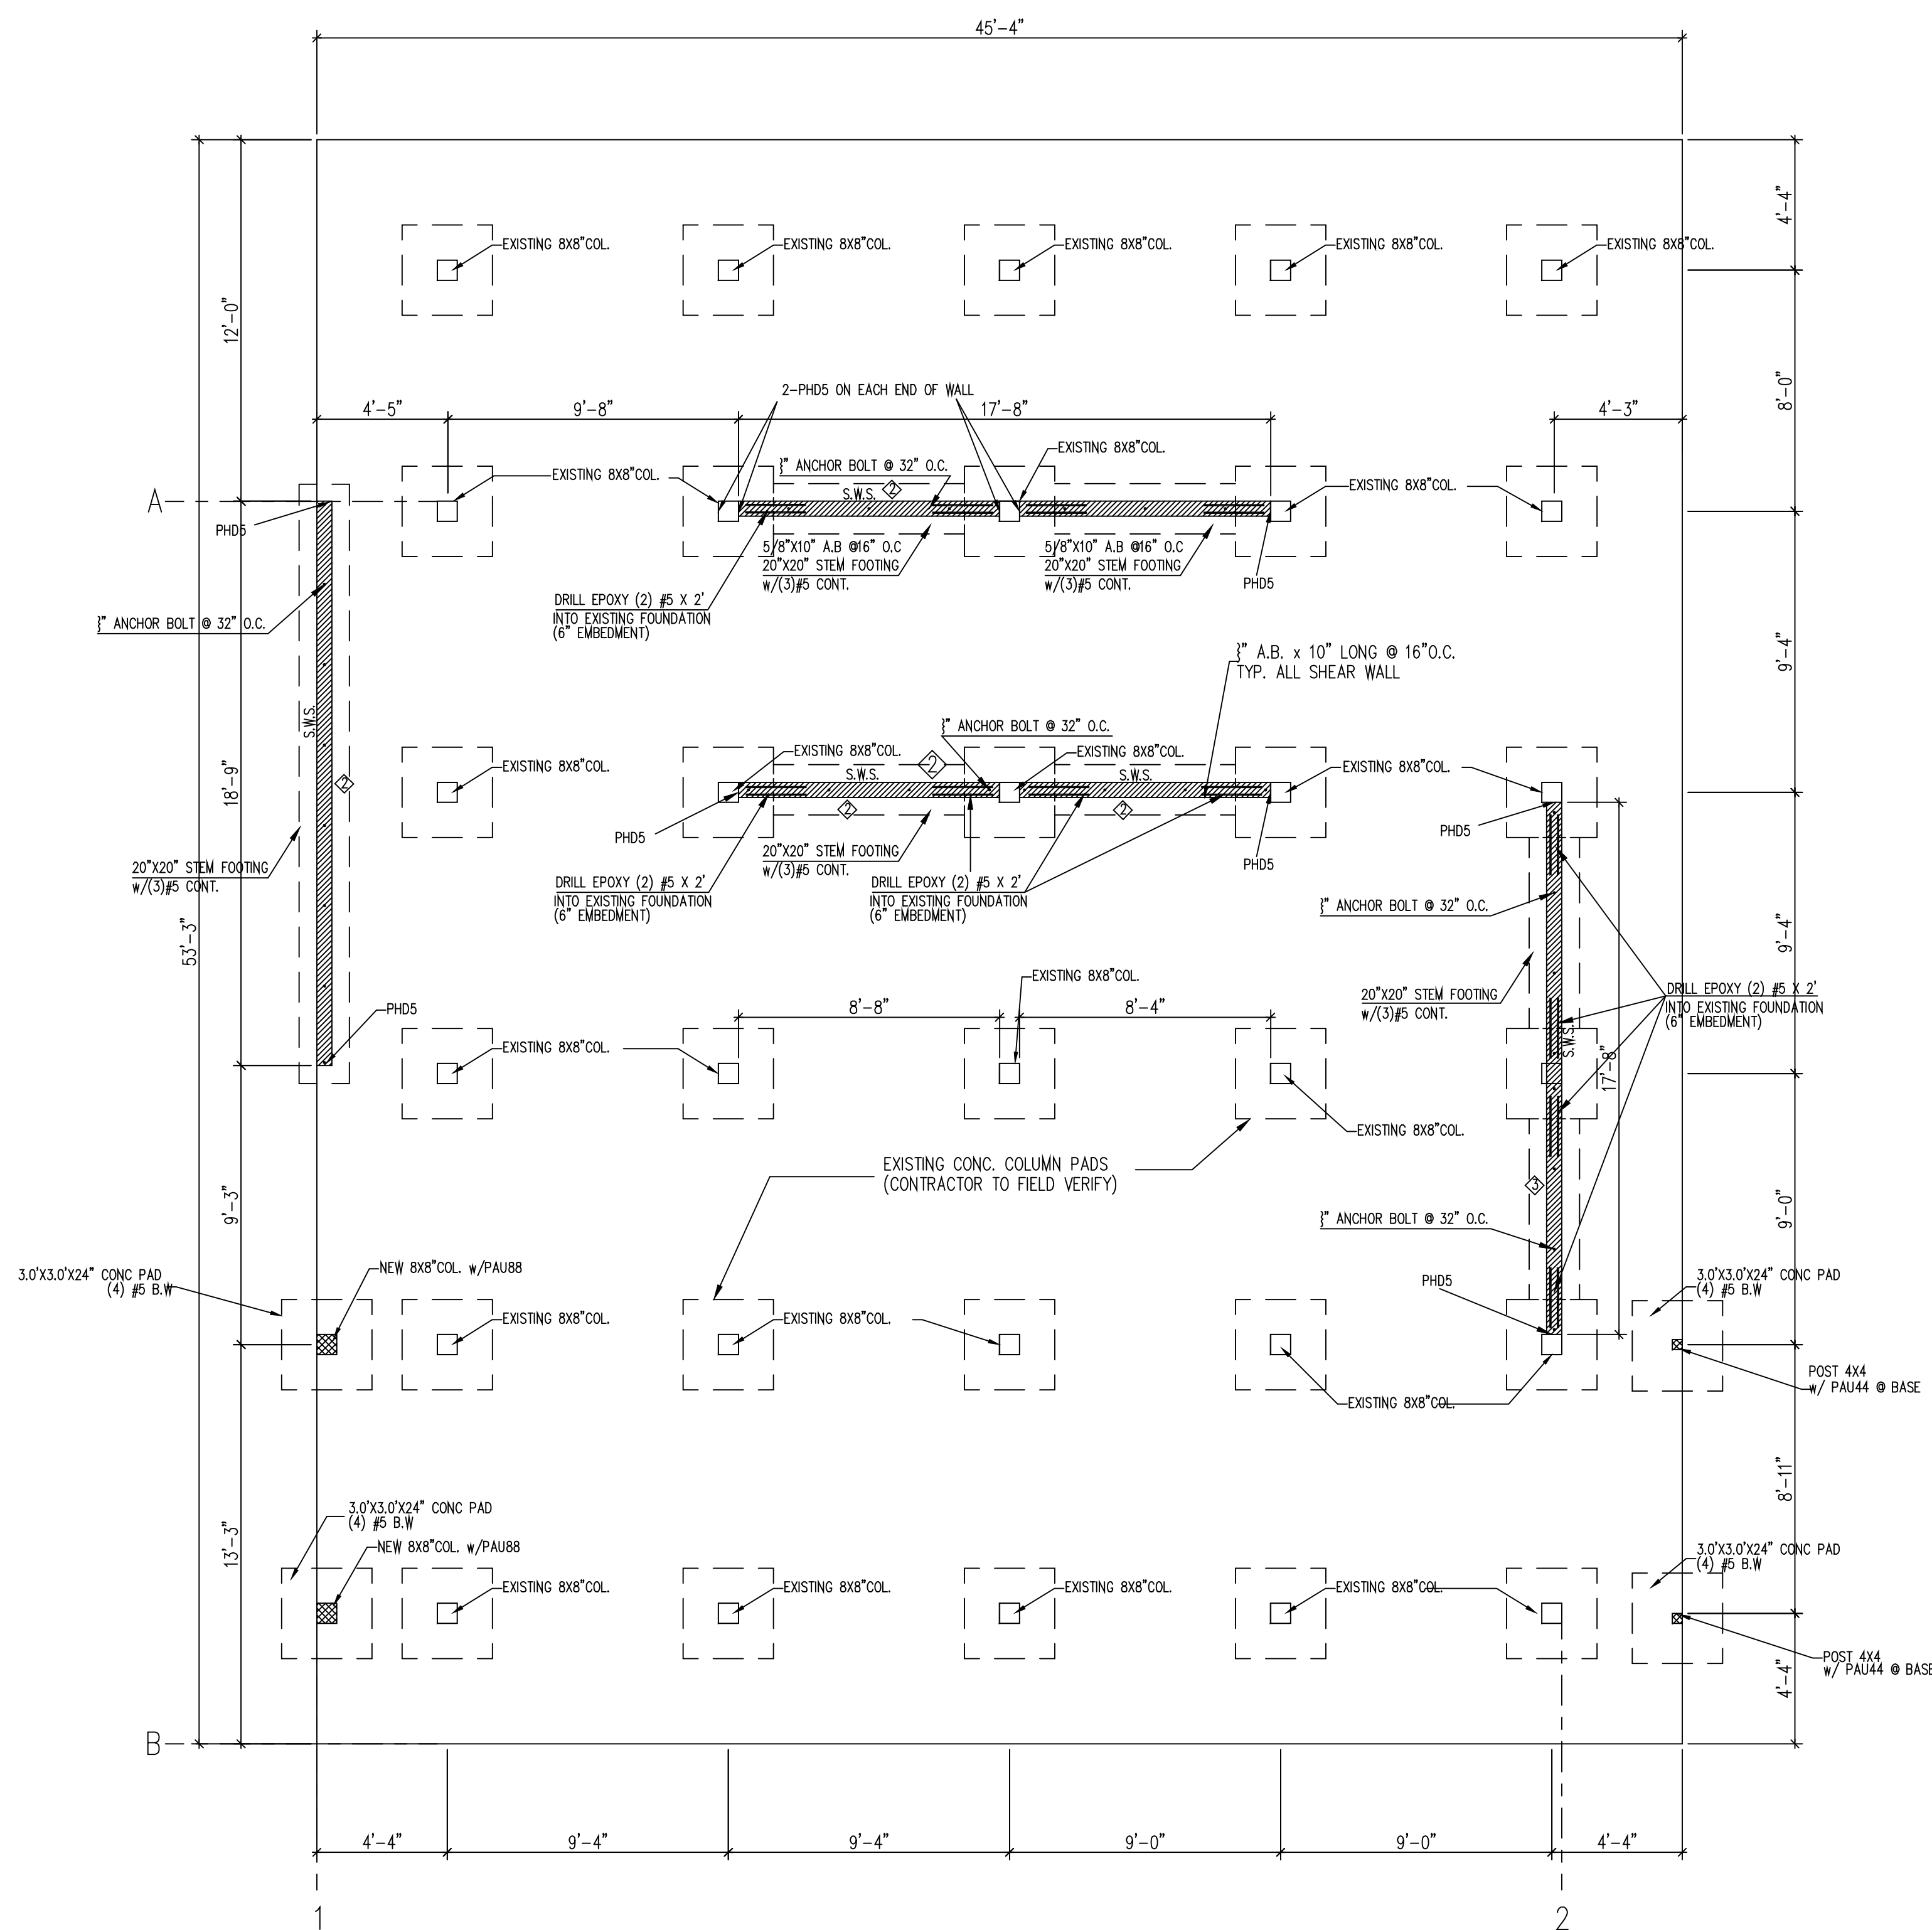 45'-4"
4'-4"
EXISTING 8X8"COL.
EXISTING 8X8"COL.
EXISTING 8X8"COL.
EXISTING 8X8"COL.
EXISTING 8X8"COL.
12'-0"
8'-0"
2-PHD5 ON EACH END OF WALL
4'-5"
9'-8"
17'-8"
4'-3"
EXISTING 8X8"COL.
" ANCHOR BOLT @ 32" O.C.
EXISTING 8X8"COL.
EXISTING 8X8"COL.
S.W.S.
2
A
PHD5
5/8"X10" A.B @16" O.C
20"X20" STEM FOOTING
w/(3)#5 CONT.
5/8"X10" A.B @16" O.C
20"X20" STEM FOOTING
w/(3)#5 CONT.
PHD5
DRILL EPOXY (2) #5 X 2'
INTO EXISTING FOUNDATION
(6" EMBEDMENT)
" ANCHOR BOLT @ 32" O.C.
" A.B. x 10" LONG @ 16"O.C.
TYP. ALL SHEAR WALL
9'-4"
S.W.S.
" ANCHOR BOLT @ 32" O.C.
EXISTING 8X8"COL.
EXISTING 8X8"COL.
EXISTING 8X8"COL.
EXISTING 8X8"COL.
2
S.W.S.
S.W.S.
18'-9"
2
2
2
PHD5
PHD5
PHD5
20"X20" STEM FOOTING
w/(3)#5 CONT.
20"X20" STEM FOOTING
w/(3)#5 CONT.
DRILL EPOXY (2) #5 X 2'
INTO EXISTING FOUNDATION
(6" EMBEDMENT)
DRILL EPOXY (2) #5 X 2'
INTO EXISTING FOUNDATION
(6" EMBEDMENT)
" ANCHOR BOLT @ 32" O.C.
9'-4"
53'-3"
EXISTING 8X8"COL.
20"X20" STEM FOOTING
w/(3)#5 CONT.
DRILL EPOXY (2) #5 X 2'
INTO EXISTING FOUNDATION
(6" EMBEDMENT)
PHD5
8'-8"
8'-4"
S.W.S.
17'-8"
EXISTING 8X8"COL.
EXISTING 8X8"COL.
EXISTING CONC. COLUMN PADS
(CONTRACTOR TO FIELD VERIFY)
3
9'-3"
9'-0"
" ANCHOR BOLT @ 32" O.C.
3.0'X3.0'X24" CONC PAD
(4) #5 B.W
NEW 8X8"COL. w/PAU88
PHD5
3.0'X3.0'X24" CONC PAD
(4) #5 B.W
EXISTING 8X8"COL.
EXISTING 8X8"COL.
POST 4X4
w/ PAU44 @ BASE
EXISTING 8X8"COL.
8'-11"
3.0'X3.0'X24" CONC PAD
(4) #5 B.W
NEW 8X8"COL. w/PAU88
13'-3"
3.0'X3.0'X24" CONC PAD
(4) #5 B.W
EXISTING 8X8"COL.
EXISTING 8X8"COL.
EXISTING 8X8"COL.
EXISTING 8X8"COL.
POST 4X4
w/ PAU44 @ BASE
4'-4"
B
4'-4"
9'-4"
9'-4"
9'-0"
9'-0"
4'-4"
1
2